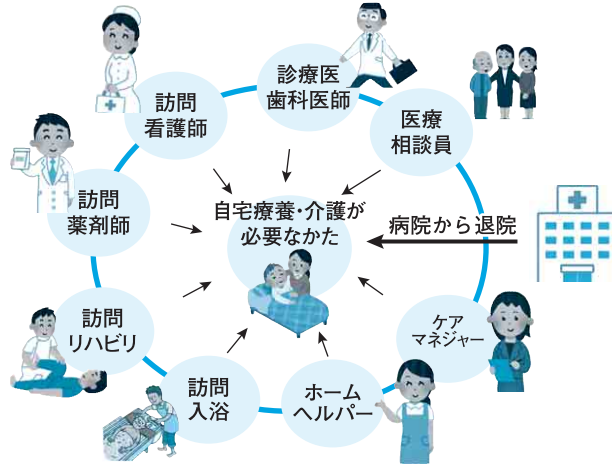 診療医
歯科医師
医療
相談員
訪問
看護師
訪問
薬剤師
自宅療養・介護が
必要なかた
病院から退院
訪問
リハビリ
ケア
マネジャー
訪問
入浴
ホーム
ヘルパー